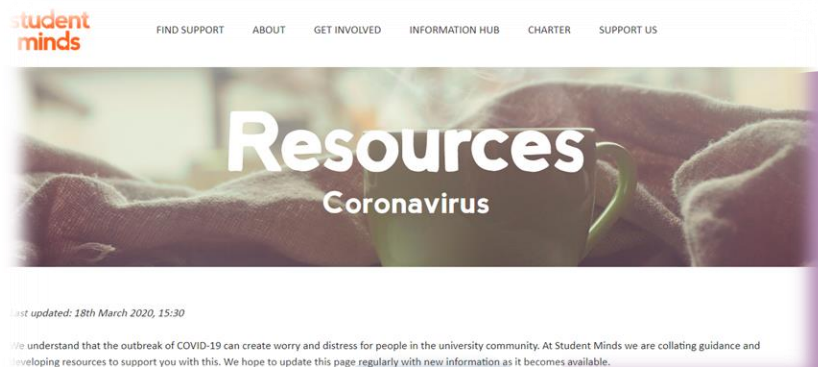 student
minds
FIND SUPPORT ABOUT GET INVOLVED INFORMATION HUB CHARTER SUPPORT US
Resources
Coronavirus
Last updated: 18th March 2020, 15:30
We understand that the outbreak of COVID-19 can create worry and distress for people in the university community. At Student Minds we are collating guidance and
developing resources to support you with this. We hope to update this page regularly with new information as it becomes available.